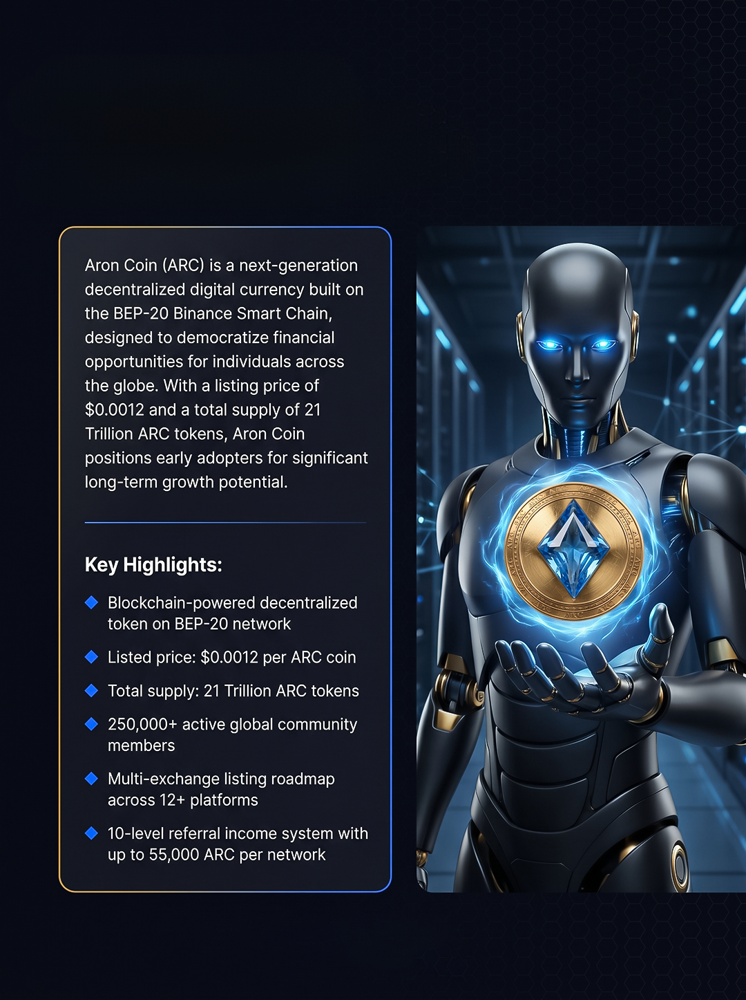 Aron Coin (ARC) is a next-generation
decentralized digital currency built on
the BEP-20 Binance Smart Chain,
designed to democratize financial
opportunities for individuals across
the globe. With a listing price of
$0.0012 and a total supply of 21
Trillion ARC tokens, Aron Coin
positions early adopters for significant
long-term growth potential.
Key Highlights:
Blockchain-powered decentralized
token on BEP-20 network
Listed price: $0.0012 per ARC coin
Total supply: 21 Trillion ARC tokens
250,000+ active global community
members
Multi-exchange listing roadmap
across 12+ platforms
10-level referral income system with
up to 55,000 ARC per network